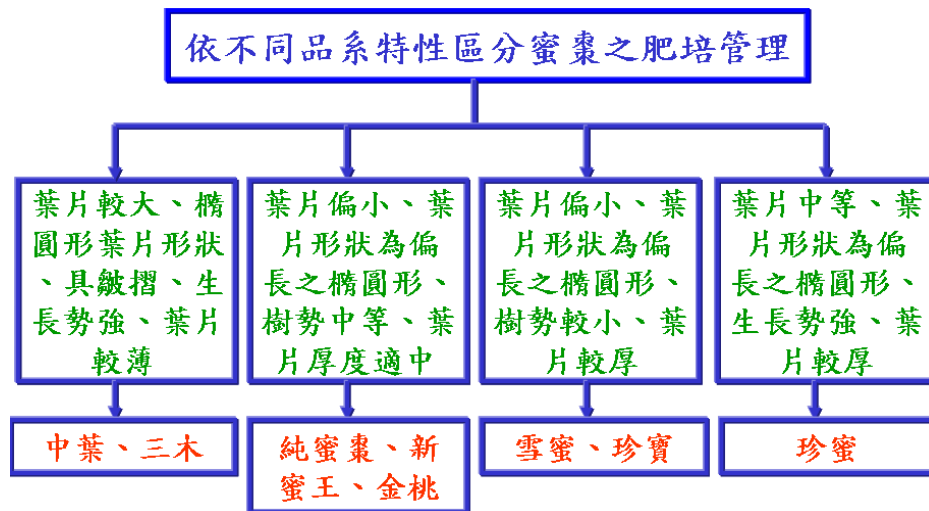 依不同品系特性區分蜜棗之肥培管理
葉片較大、橢
圓形葉片形狀
、具皺摺、生
長勢強、葉片
較薄
葉片偏小、葉
片形狀為偏
長之橢圓形、
樹勢中等、葉
片厚度適中
葉片偏小、葉
片形狀為偏
長之橢圓形、
樹勢較小、葉
片較厚
葉片中等、葉
片形狀為偏
長之橢圓形、
生長勢強、葉
片較厚
中葉、三木
純蜜棗、新
蜜王、金桃
雪蜜、珍寶
珍蜜